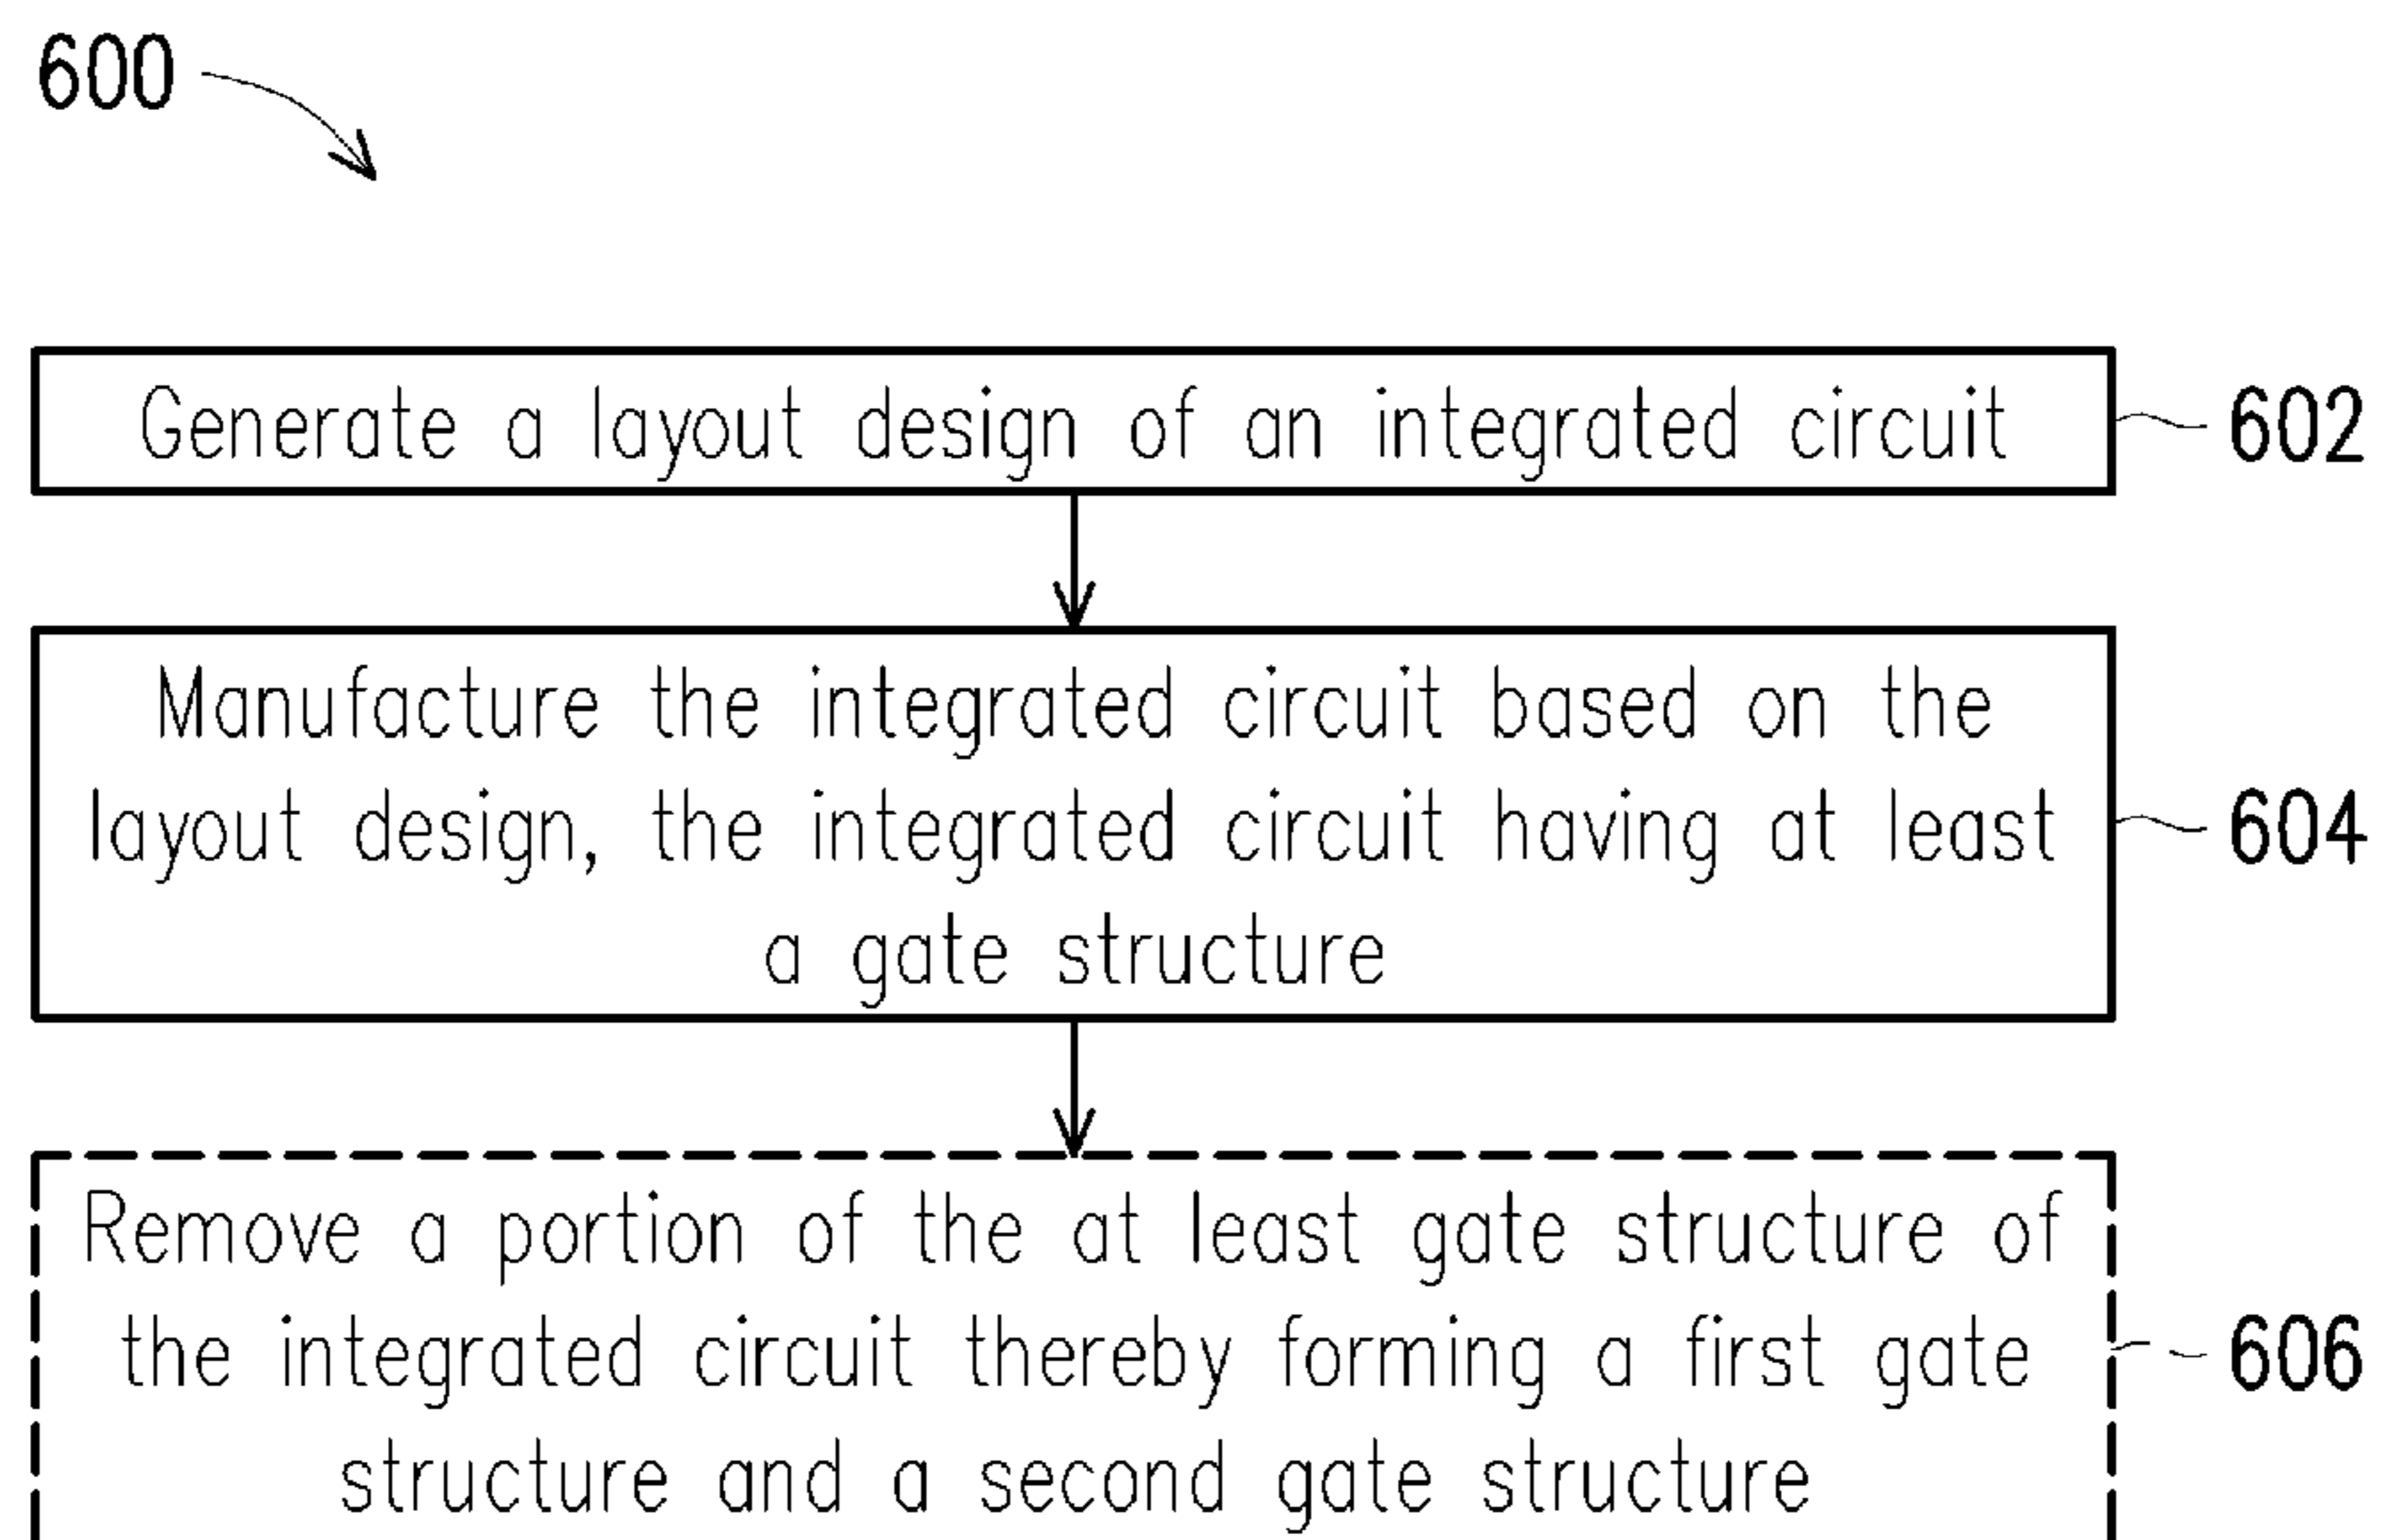 600
Generate a layout design of an integrated circuit
602
Manufacture the integrated circuit based on the
layout design, the integrated circuit having at least
a gate structure
604
Remove a portion of the at least gate structure of
the integrated circuit thereby forming a first gate
structure and a second gate structure
606